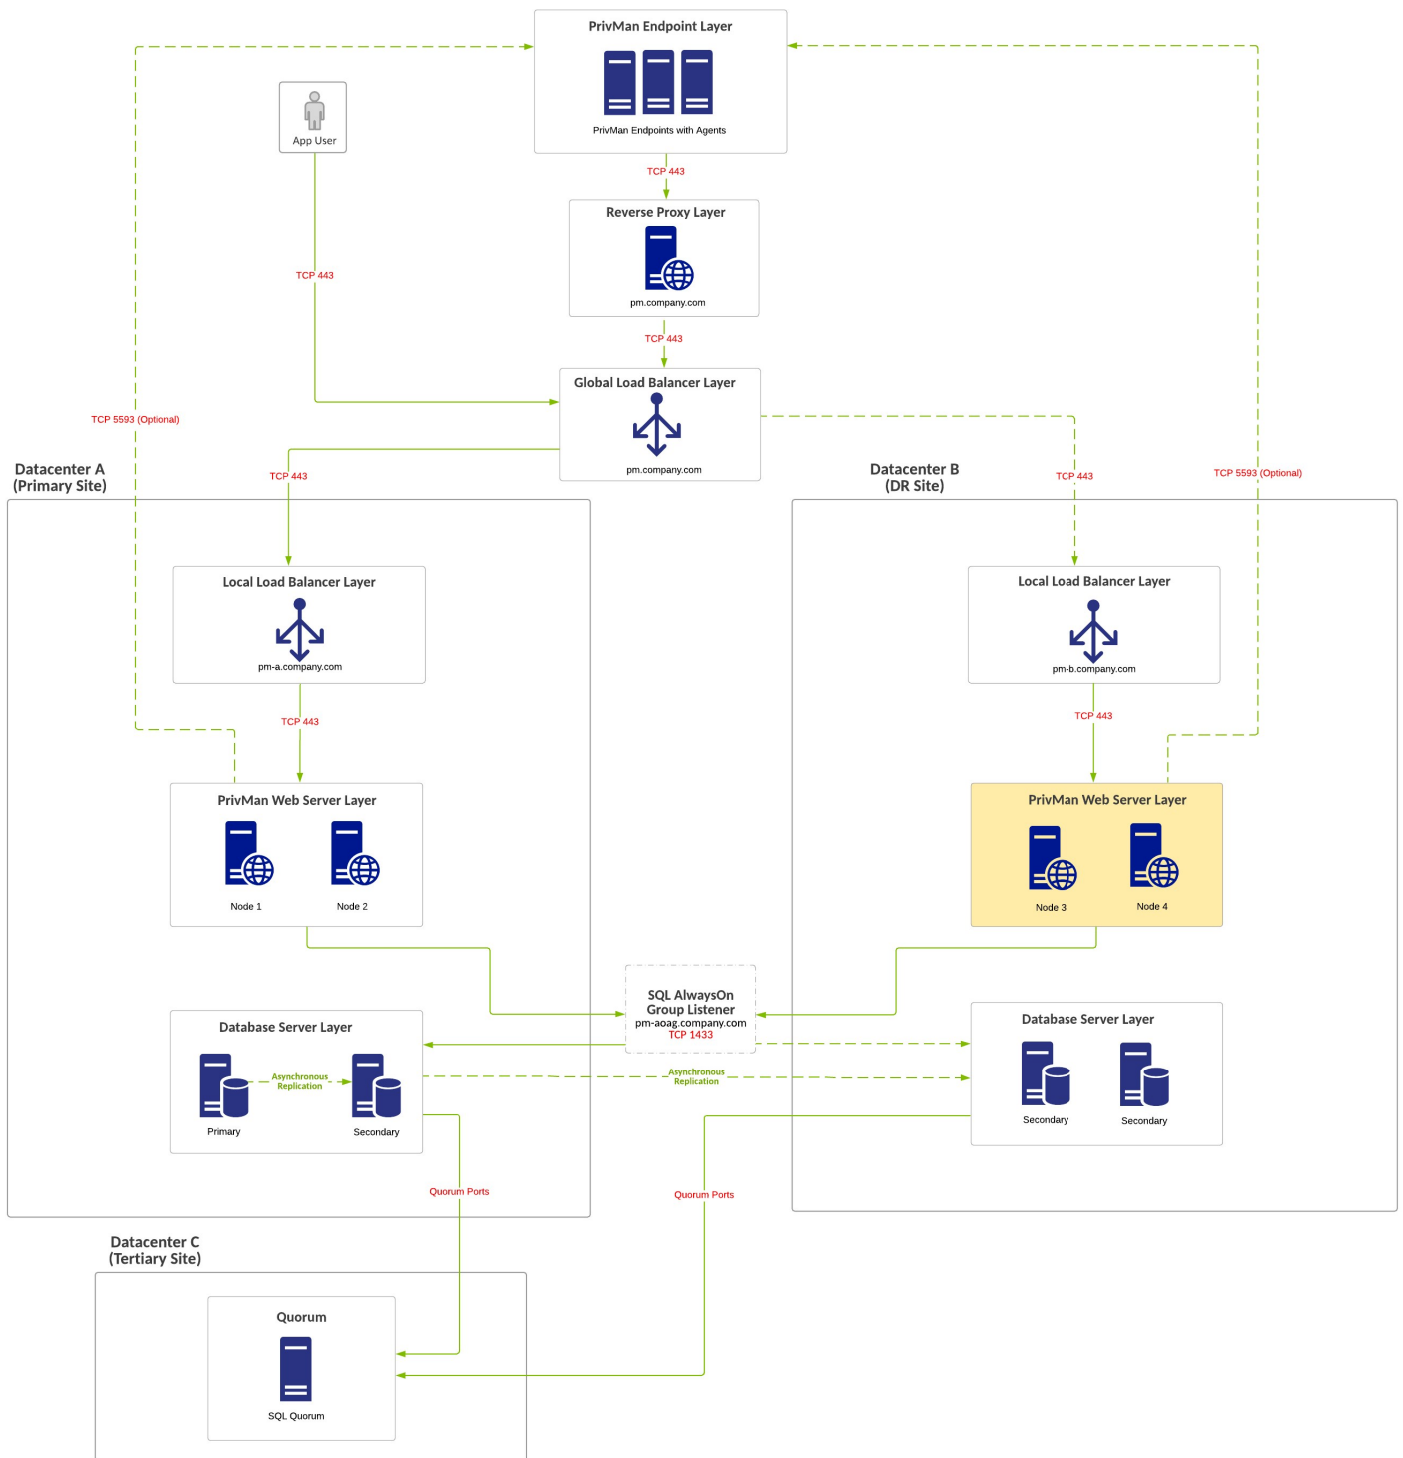 PrivMan Endpoint Layer
PrivMan Endpoints with Agents
App User
TCP 443
Reverse Proxy Layer
pm.company.com
TCP 443
TCP 443
Global Load Balancer Layer
pm.company.com
TCP 5593 (Optional)
TCP 5593 (Optional)
TCP 443
TCP 443
Datacenter A
(Primary Site)
Local Load Balancer Layer
pm-a.company.com
TCP 443
PrivMan Web Server Layer
Node 1
Node 2
Database Server Layer
Asynchronous
Replication
Primary
Secondary
Datacenter B
(DR Site)
Local Load Balancer Layer
pm-b.company.com
TCP 443
PrivMan Web Server Layer
Node 3
Node 4
SQL AlwaysOn
Group Listener
pm-aoag.company.com
TCP 1433
Asynchronous
Replication
Database Server Layer
Secondary
Secondary
Quorum Ports
Quorum Ports
Datacenter C
(Tertiary Site)
Quorum
SQL Quorum